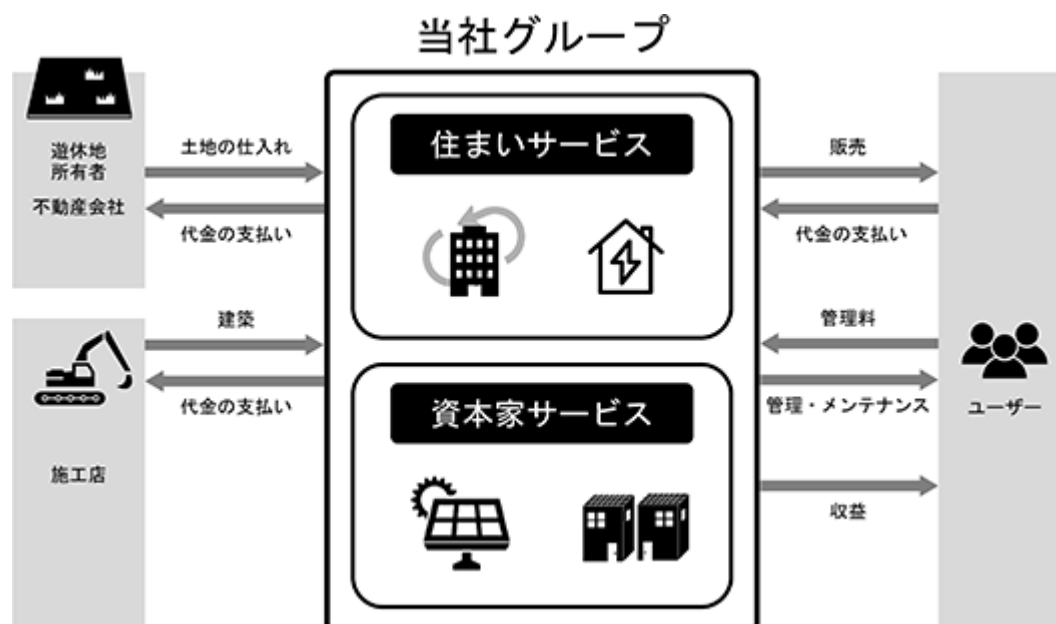 当社グループ
遊休地
所有者
不動産会社
土地の仕入れ
代金の支払い
建築
代金の支払い
施工店
住まいサービス
資本家サービス
販売
代金の支払い
管理料
管理・メンテナンス
収益
ユーザー